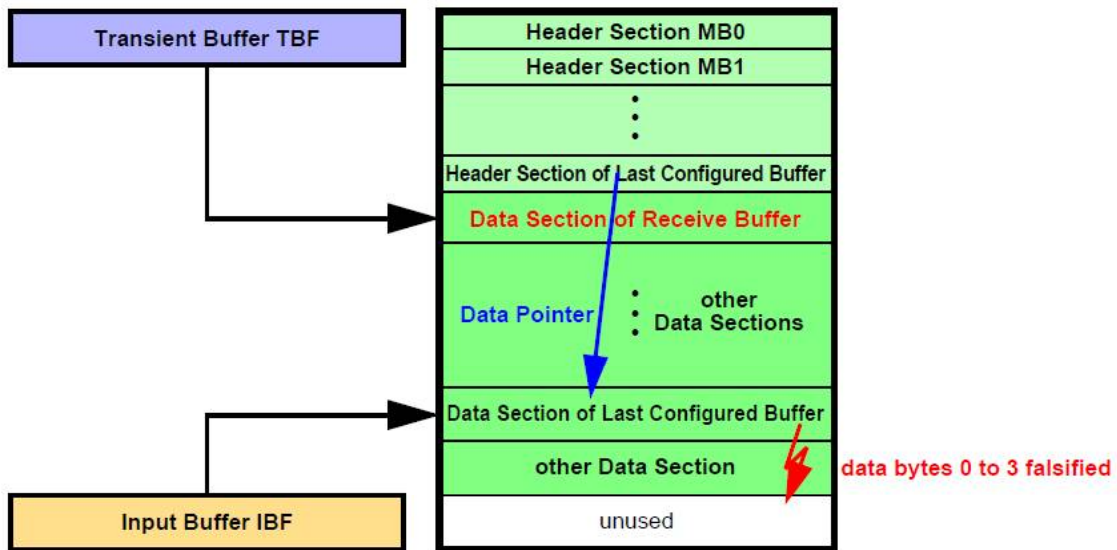 Transient Buffer TBF
Header Section MB0
Header Section MB1
Header Section of Last Configured Buffer
Data Section of Receive Buffer
Data Pointer
other
Data Sections
Data Section of Last Configured Buffer
other Data Section
data bytes 0 to 3 falsified
Input Buffer IBF
unused